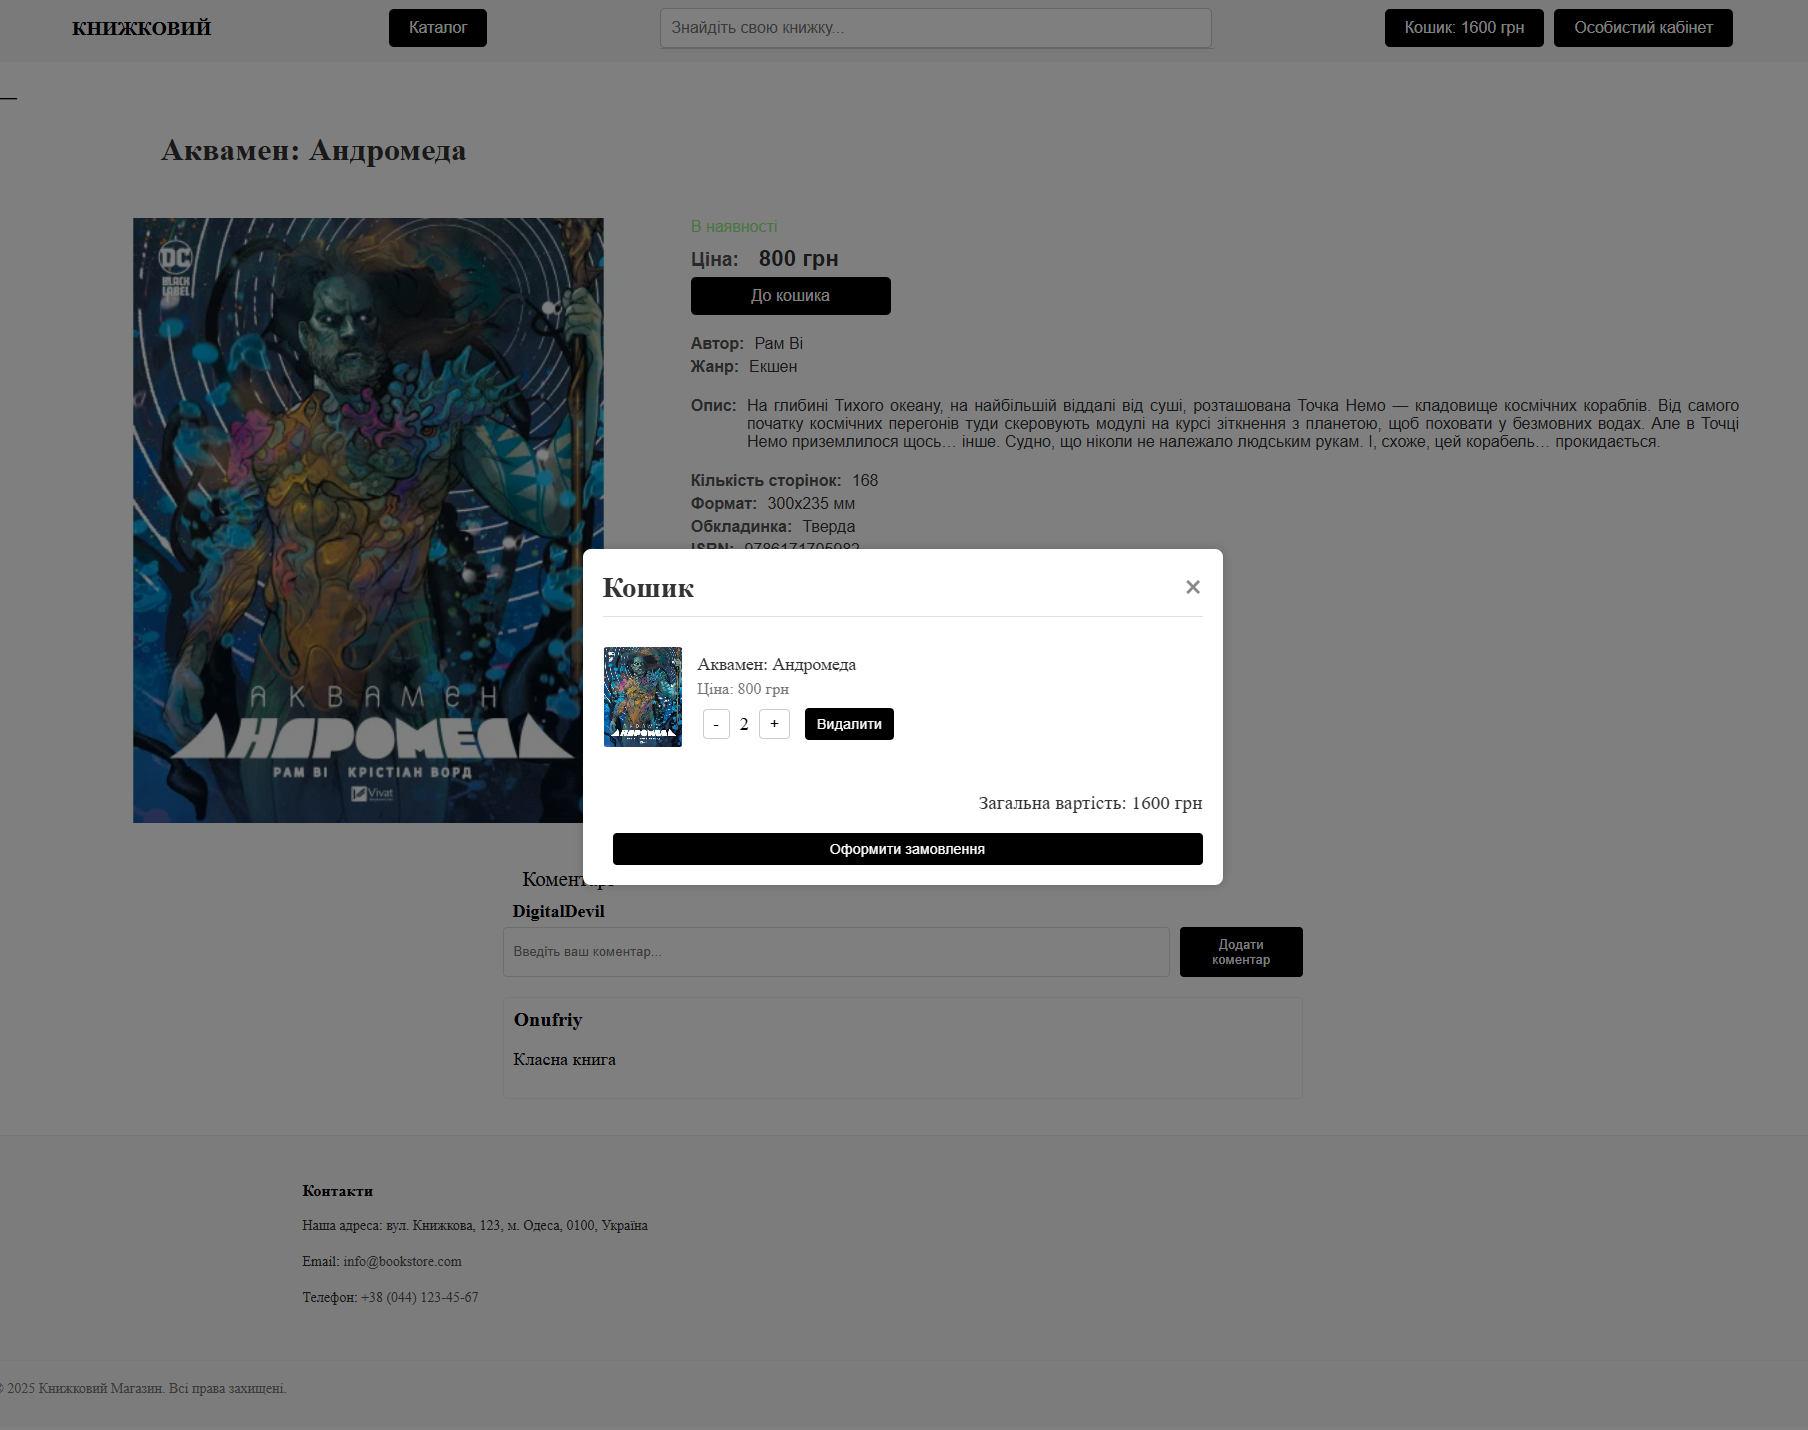 КНИЖКОВИЙ
Каталог
Знайдіть свою книжку...
Кошик: 1600 грн
Особистий кабінет
Аквамен: Андромеда
DC
BLACK
LABEL
АКВАМЕН
АНДРОМЕДА
РАМ ВІ КРІСТІАН ВОРД
Vivat
В наявності
Ціна: 800 грн
До кошика
Автор: Рам Ві
Жанр: Екшен
Опис: На глибині Тихого океану, на найбільшій віддалі від суші, розташована Точка Немо — кладовище космічних кораблів. Від самого
початку космічних перегонів туди скеровують модулі на курсі зіткнення з планетою, щоб поховати у безмовних водах. Але в Точці
Немо приземлилося щось… інше. Судно, що ніколи не належало людським рукам. І, схоже, цей корабель… прокидається.
Кількість сторінок: 168
Формат: 300х235 мм
Обкладинка: Тверда
ISBN: 9786171705982
Кошик
×
Аквамен: Андромеда
Ціна: 800 грн
- 2 + Видалити
Загальна вартість: 1600 грн
Оформити замовлення
Коментарі
DigitalDevil
Введіть ваш коментар...
Додати
коментар
Onufriy
Класна книга
Контакти
Наша адреса: вул. Книжкова, 123, м. Одеса, 0100, Україна
Email: info@bookstore.com
Телефон: +38 (044) 123-45-67
© 2025 Книжковий Магазин. Всі права захищені.